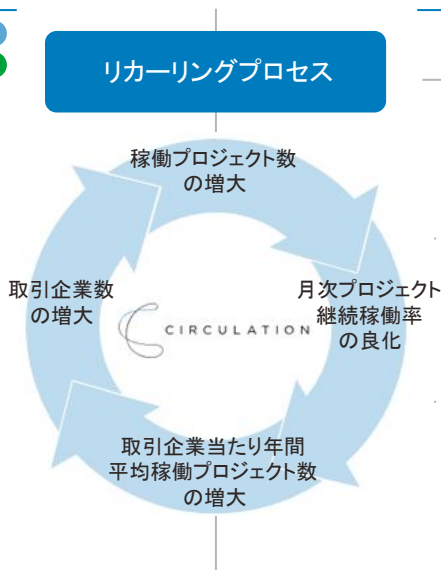 リカーリングプロセス
稼働プロジェクト数
の増大
月次プロジェクト
継続稼働率
の良化
取引企業当たり年間
平均稼働プロジェクト数
の増大
取引企業数
の増大
CIRCULATION